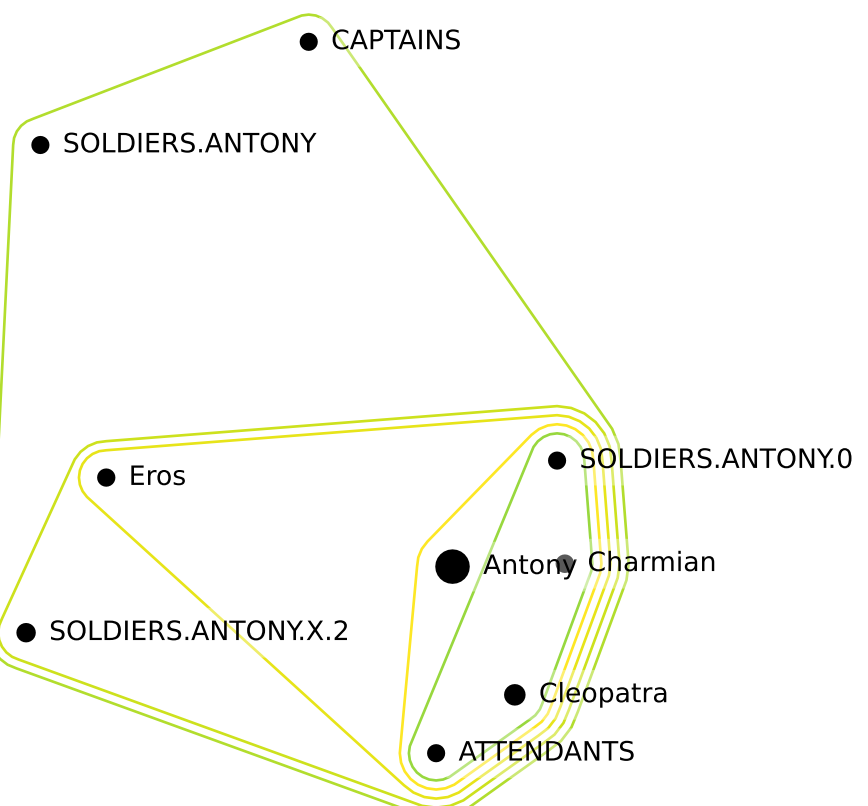 CAPTAINS
SOLDIERS.ANTONY
SOLDIERS.ANTONY.0
Eros
Antony
Charmian
SOLDIERS.ANTONY.X.2
Cleopatra
ATTENDANTS